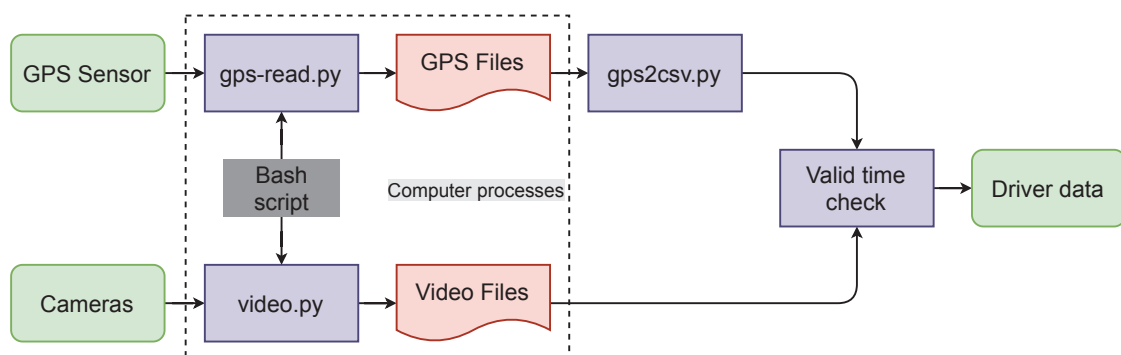 GPS Sensor
gps-read.py
GPS Files
gps2csv.py
Bash
script
Computer processes
Valid time
check
Driver data
Cameras
video.py
Video Files